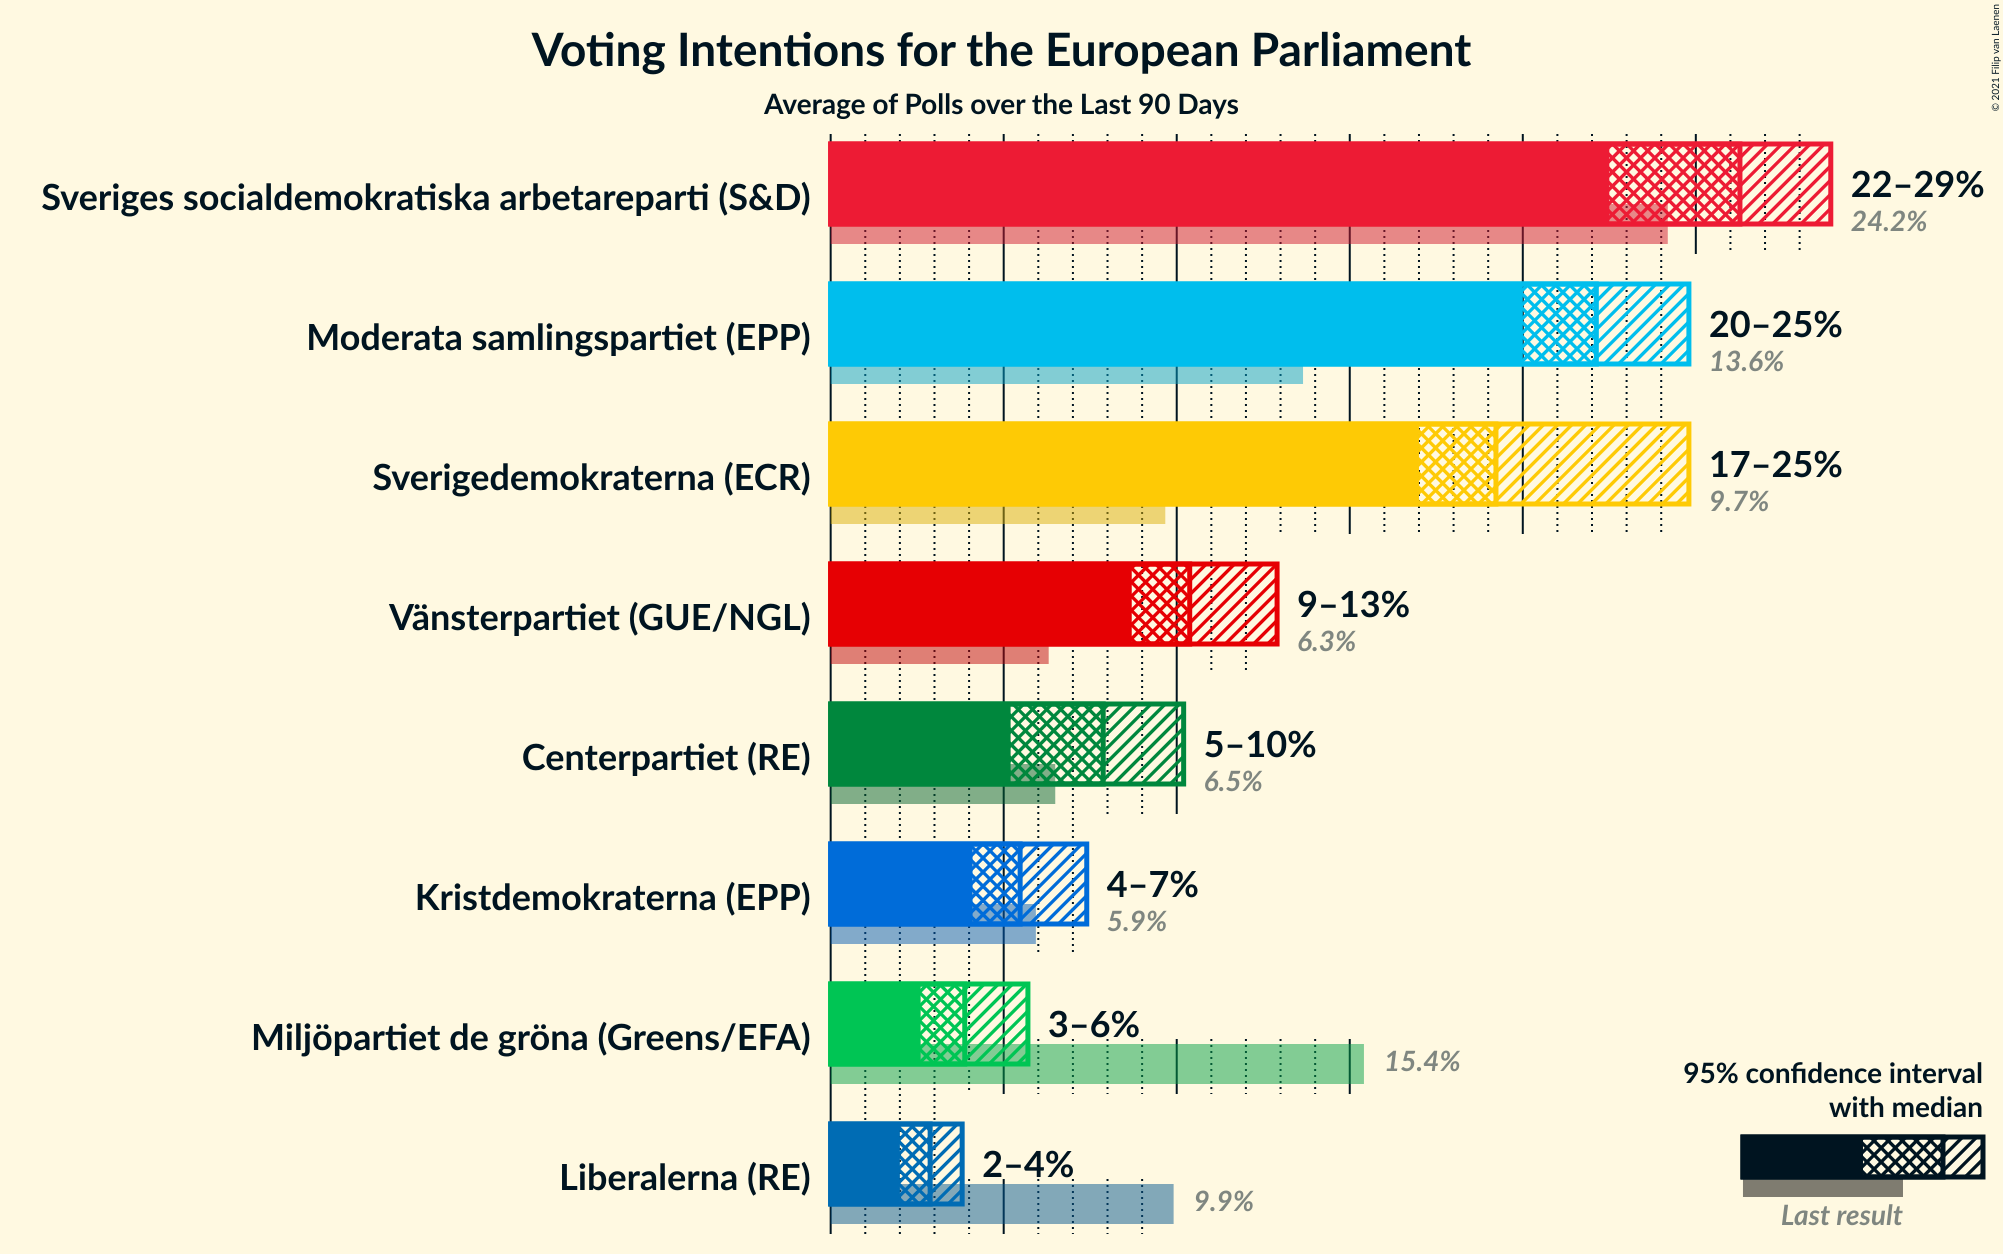 Voting Intentions for the European Parliament
Average of Polls over the Last 90 Days
© 2021 Filip van Laenen
Sveriges socialdemokratiska arbetareparti (S&D)
22–29%
24.2%
Moderata samlingspartiet (EPP)
20–25%
13.6%
Sverigedemokraterna (ECR)
17–25%
9.7%
Vänsterpartiet (GUE/NGL)
9–13%
6.3%
Centerpartiet (RE)
5–10%
6.5%
Kristdemokraterna (EPP)
4–7%
5.9%
Miljöpartiet de gröna (Greens/EFA)
3–6%
15.4%
Liberalerna (RE)
2–4%
9.9%
95% confidence interval
with median
Last result